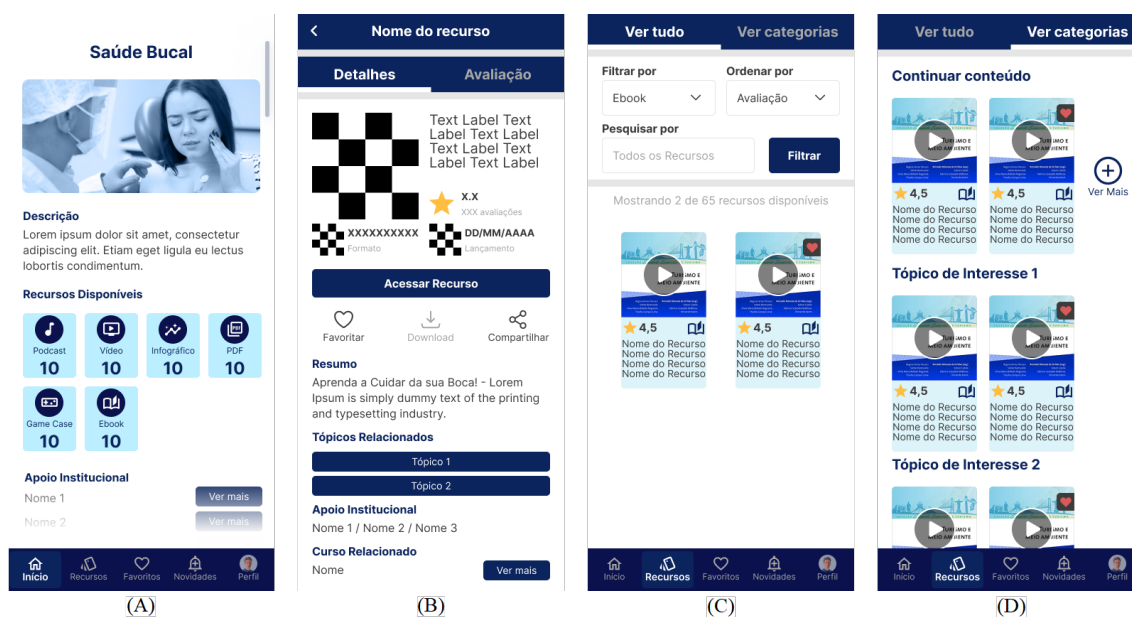 Saúde Bucal
Descrição
Lorem ipsum dolor sit amet, consectetur
adipiscing elit. Etiam eget ligula eu lectus
lobortis condimentum.
Recursos Disponíveis
Podcast
10
Vídeo
10
Infográfico
10
PDF
10
Game Case
10
Ebook
10
Apoio Institucional
Nome 1
Ver mais
Nome 2
Ver mais
Início
Recursos
Favoritos
Novidades
Perfil
(A)
Nome do recurso
Detalhes
Avaliação
Text Label Text
Label Text Label
Text Label Text
Label Text Label
X.X
XXX avaliações
XXXXXXXXXX
Formato
DD/MM/AAAA
Lançamento
Acessar Recurso
Favoritar
Download
Compartilhar
Resumo
Aprenda a Cuidar da sua Boca! - Lorem
Ipsum is simply dummy text of the printing
and typesetting industry.
Tópicos Relacionados
Tópico 1
Tópico 2
Apoio Institucional
Nome 1 / Nome 2 / Nome 3
Curso Relacionado
Nome
Ver mais
(B)
Ver tudo
Ver categorias
Filtrar por
Ordenar por
Ebook
Avaliação
Pesquisar por
Todos os Recursos
Filtrar
Mostrando 2 de 65 recursos disponíveis
4,5
Nome do Recurso
Nome do Recurso
Nome do Recurso
Nome do Recurso
4,5
Nome do Recurso
Nome do Recurso
Nome do Recurso
Nome do Recurso
Início
Recursos
Favoritos
Novidades
Perfil
(C)
Ver tudo
Ver categorias
Continuar conteúdo
4,5
Nome do Recurso
Nome do Recurso
Nome do Recurso
Nome do Recurso
4,5
Nome do Recurso
Nome do Recurso
Nome do Recurso
Nome do Recurso
Ver Mais
Tópico de Interesse 1
4,5
Nome do Recurso
Nome do Recurso
Nome do Recurso
Nome do Recurso
4,5
Nome do Recurso
Nome do Recurso
Nome do Recurso
Nome do Recurso
Tópico de Interesse 2
Início
Recursos
Favoritos
Novidades
Perfil
(D)